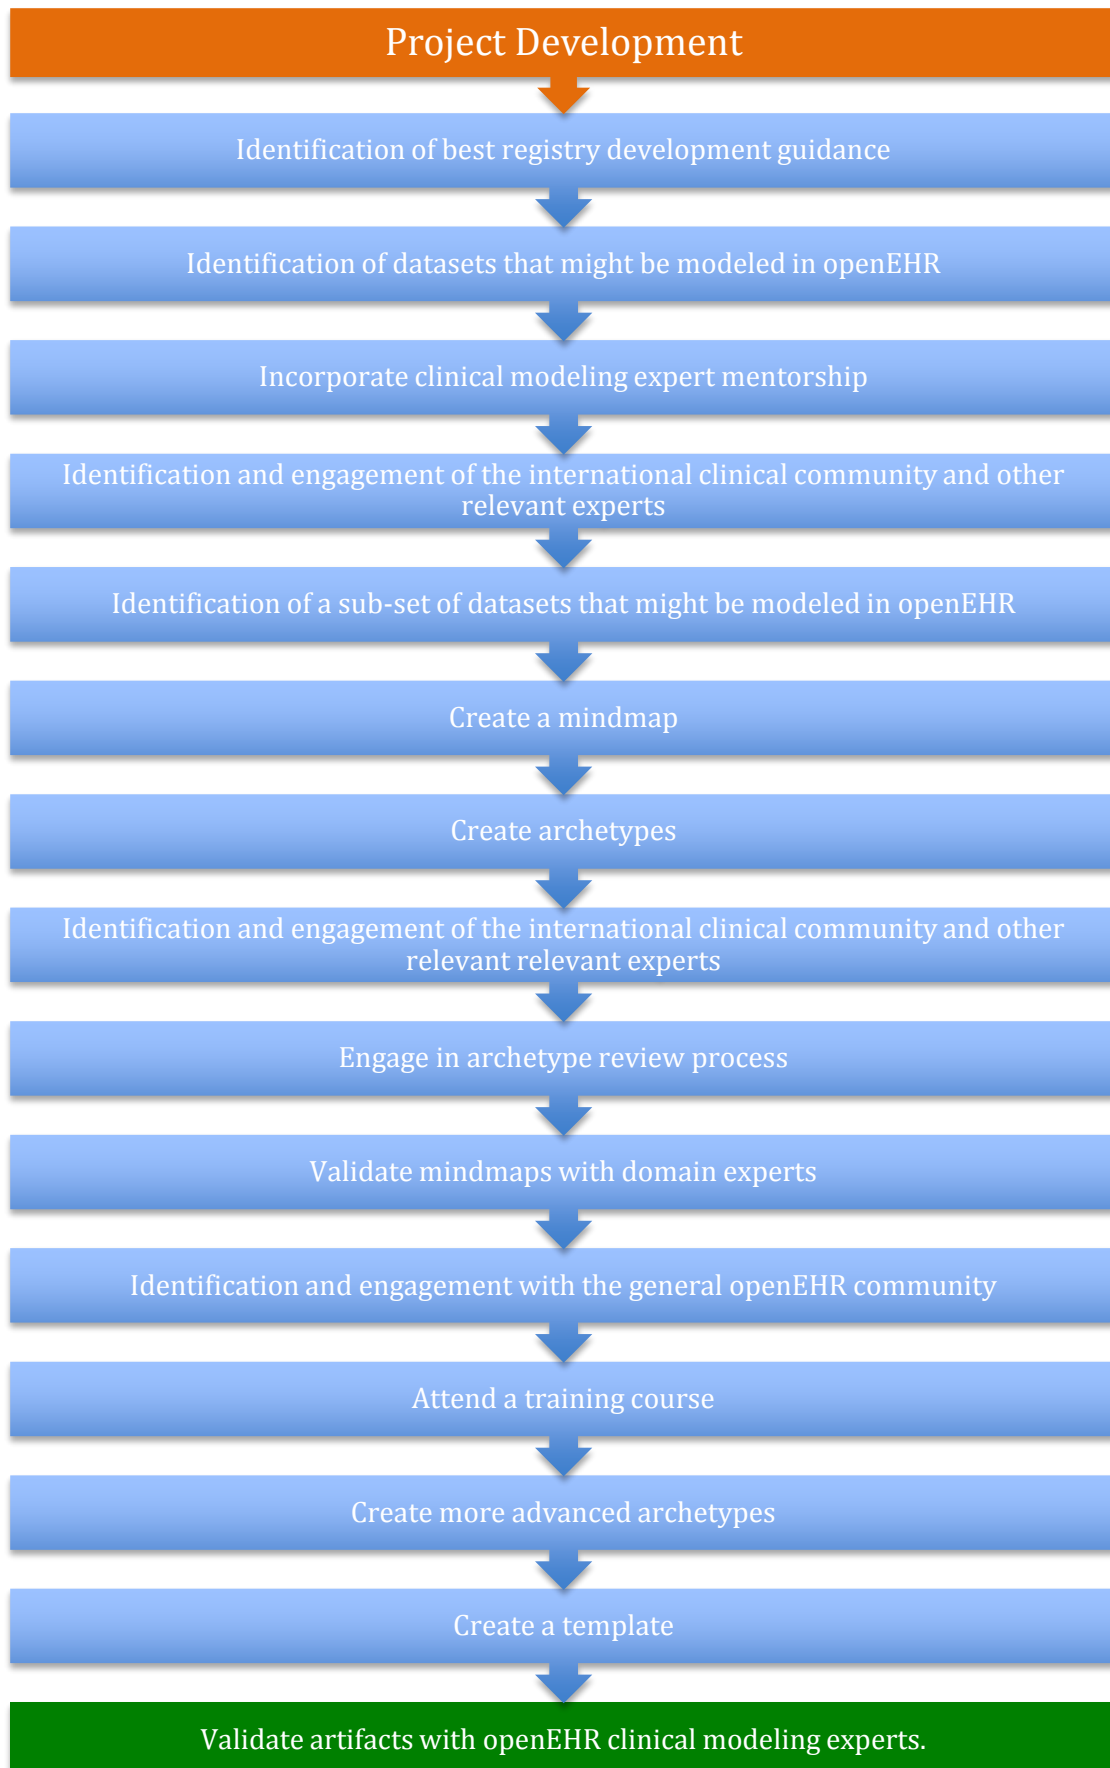 Project Development
Identification of best registry development guidance
Identification of datasets that might be modeled in openEHR
Incorporate clinical modeling expert mentorship
Identification and engagement of the international clinical community and other
relevant experts
Identification of a sub-set of datasets that might be modeled in openEHR
Create a mindmap
Create archetypes
Identification and engagement of the international clinical community and other
relevant relevant experts
Engage in archetype review process
Validate mindmaps with domain experts
Identification and engagement with the general openEHR community
Attend a training course
Create more advanced archetypes
Create a template
Validate artifacts with openEHR clinical modeling experts.